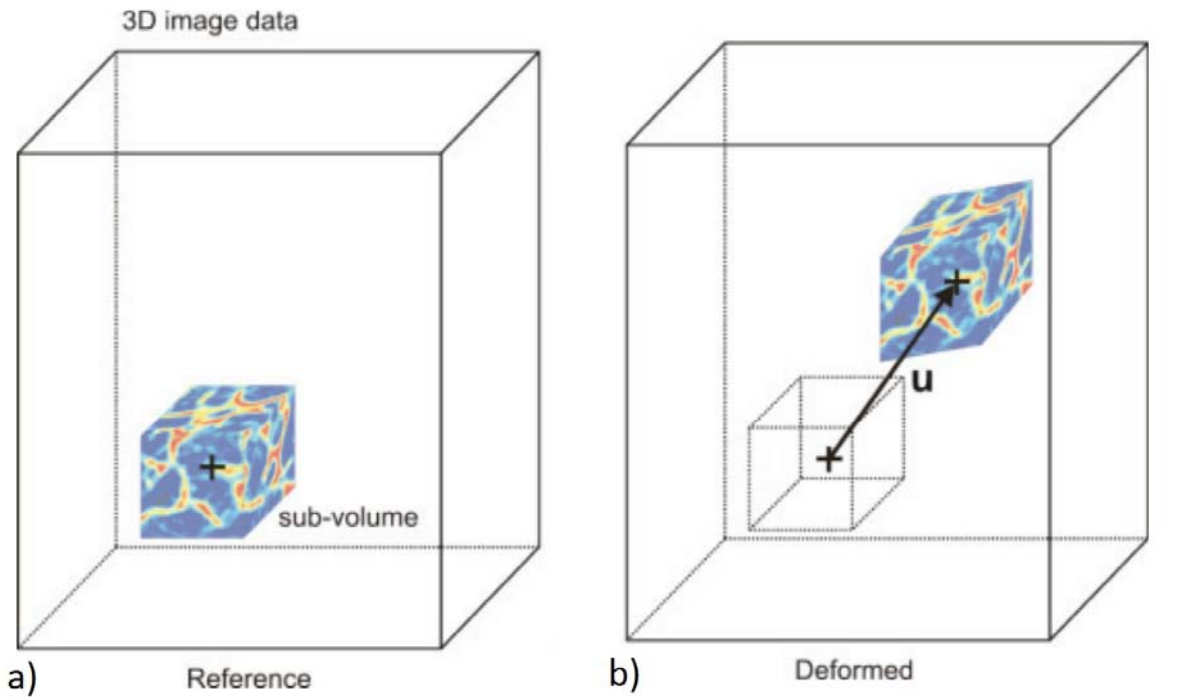 3D image data
sub-volume
u
a)
Reference
b)
Deformed